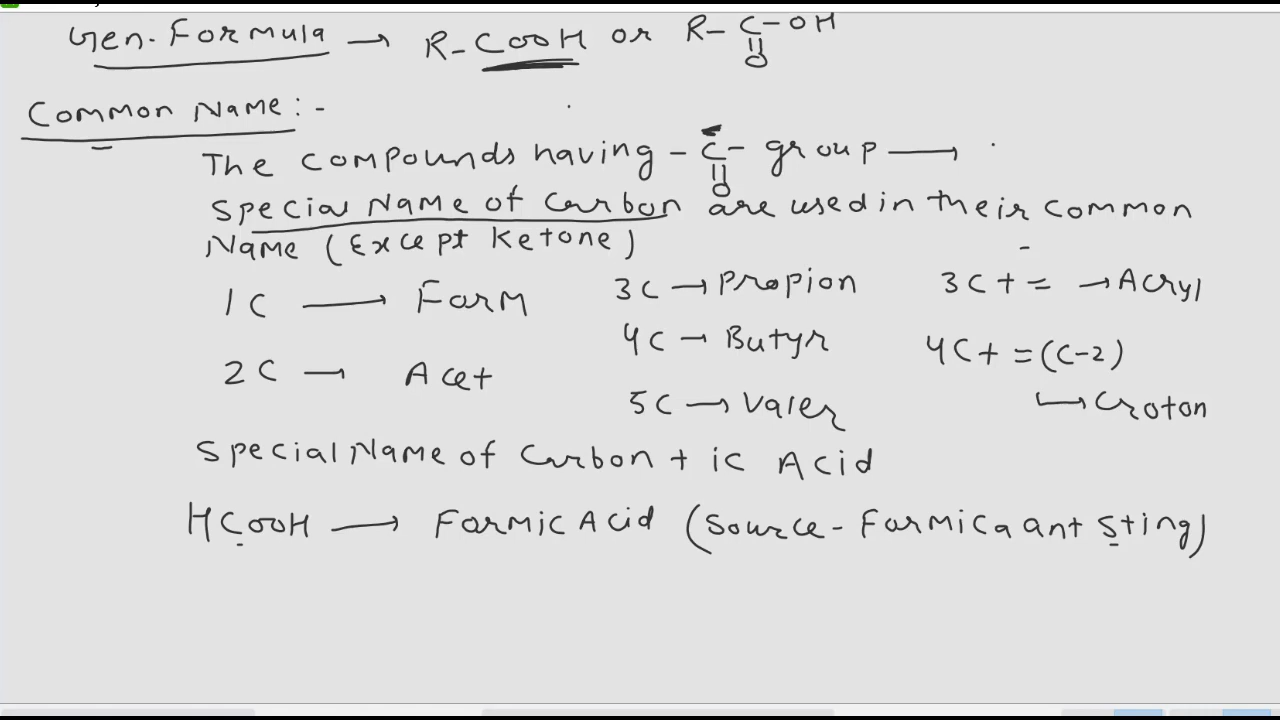 Gen. Formula → R-COOH or R-C-OH
||
O
Common Name:-
The compounds having -C- group →
||
O
special Name of carbon are used in their common
Name (Except Ketone)
1C → Form 3C → Propion 3C + = → Acryl
4C → Butyr 4C + = (C-2)
2C → Acet
5C → Valer ↳ Croton
special Name of carbon + ic Acid
HCOOH → Formic Acid (Source - Formica ant sting)